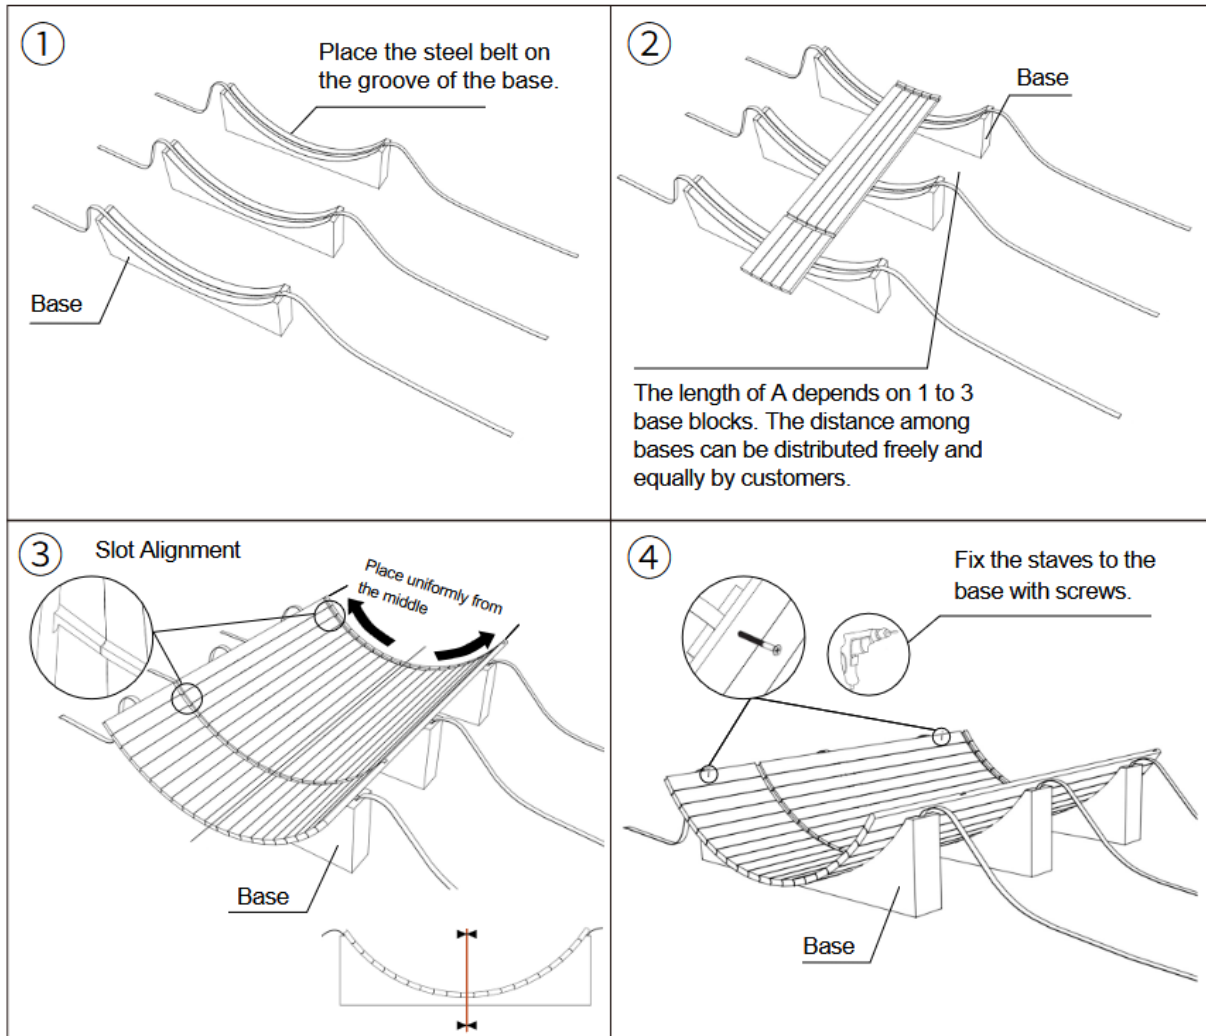 ①
Place the steel belt on
the groove of the base.
Base
②
Base
The length of A depends on 1 to 3
base blocks. The distance among
bases can be distributed freely and
equally by customers.
③
Slot Alignment
Place uniformly from
the middle
Base
④
Fix the staves to the
base with screws.
Base